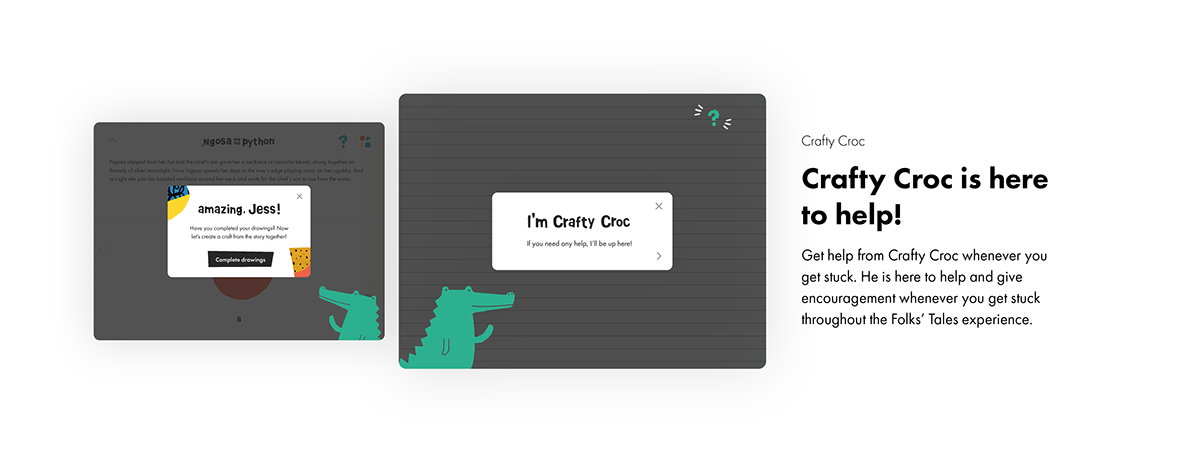 Ngosa and the python
?
Ngosa stepped from her hut and the chief's son gave her a necklace of colourful beads, strung together on
threads of silver moonlight. Now Ngosa spends her days at the river's edge playing music on her ugubhu. And
at night she puts her beaded necklace around her neck and waits for the chief's son to rise from the water.
amazing, Jess!
Have you completed your drawings? Now
let's create a craft from the story together!
Complete drawings
8
?
I'm Crafty Croc
If you need any help, I'll be up here!
Crafty Croc
Crafty Croc is here
to help!
Get help from Crafty Croc whenever you
get stuck. He is here to help and give
encouragement whenever you get stuck
throughout the Folks' Tales experience.